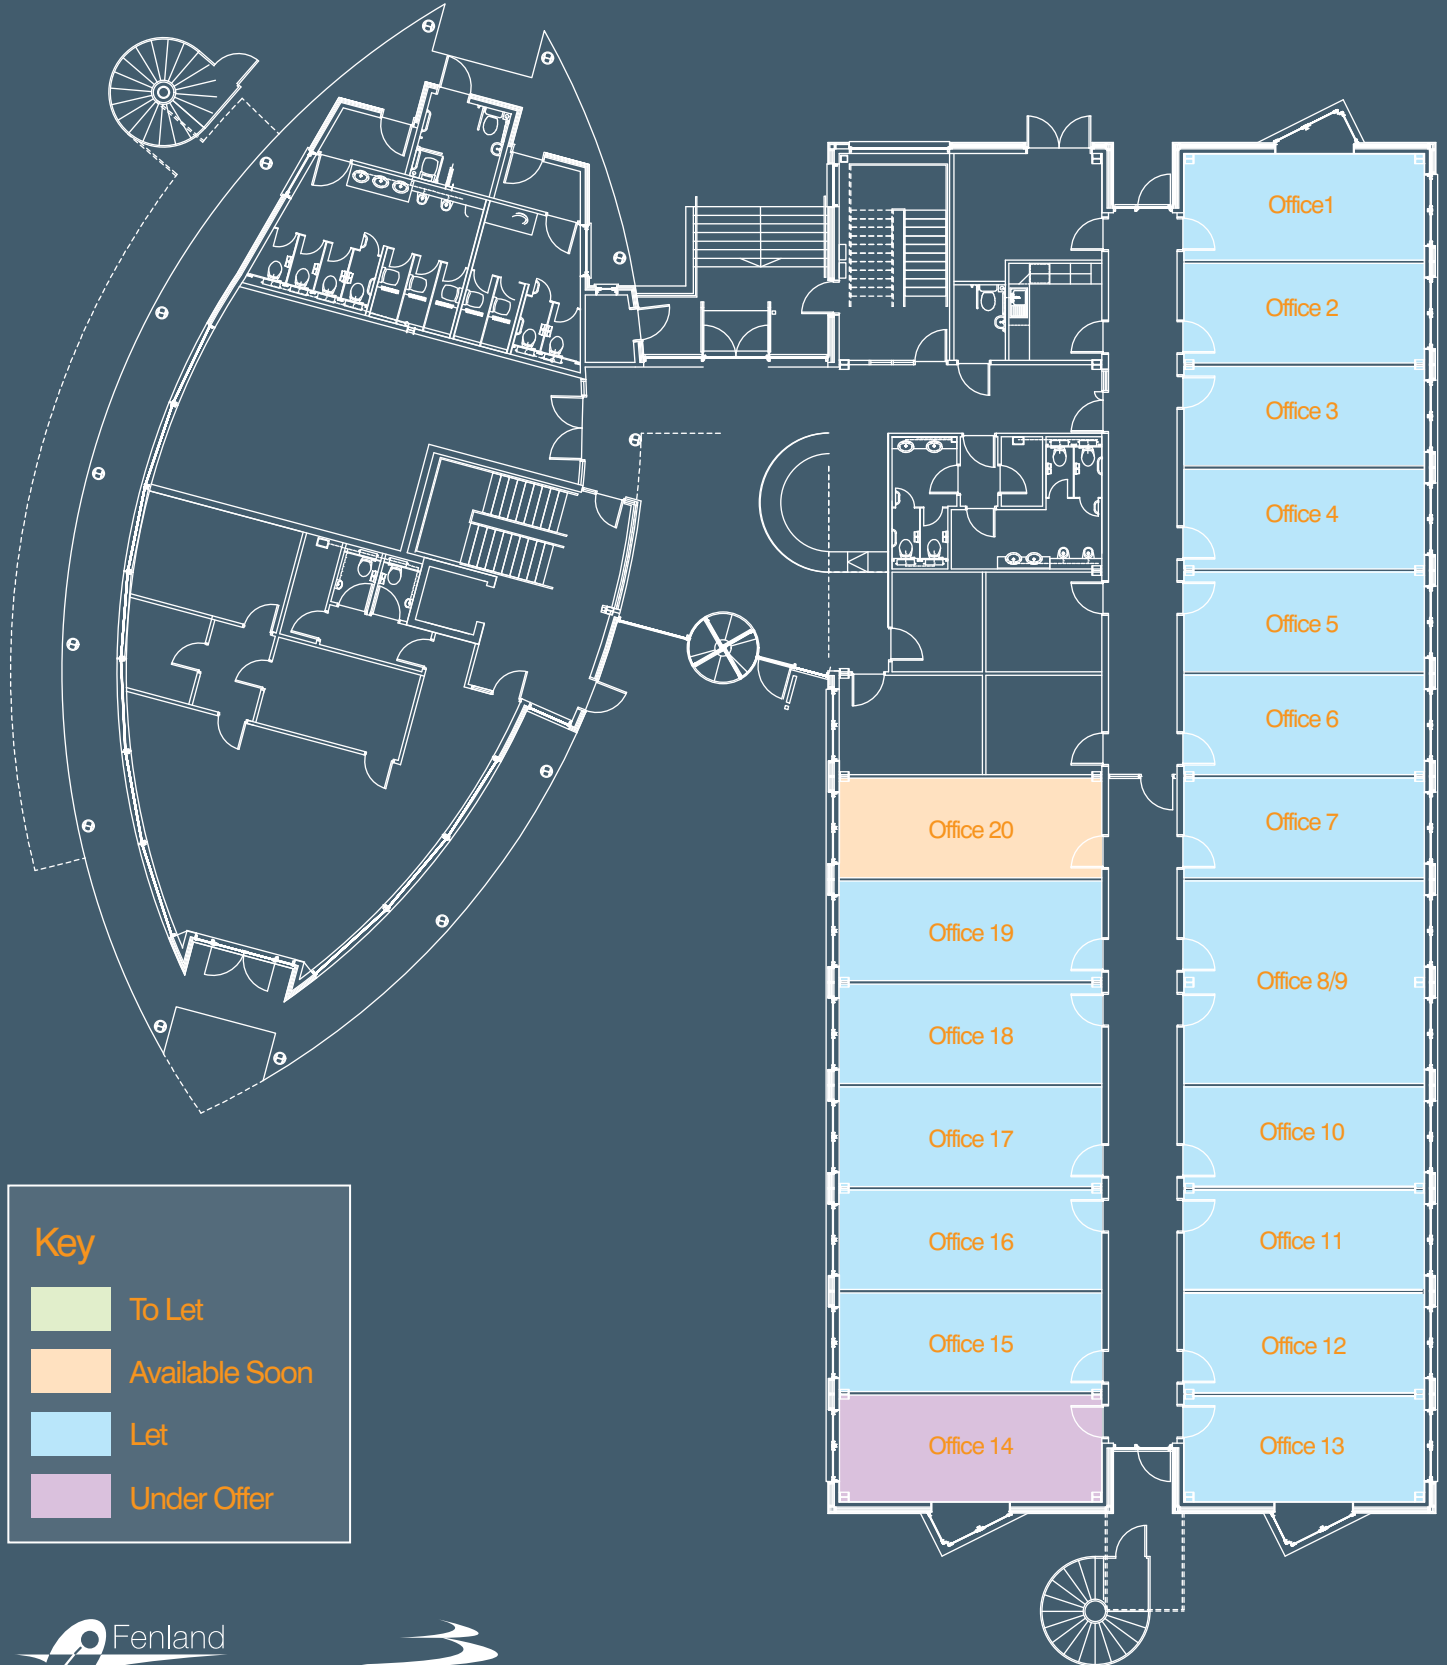 Office1
Office 2
Office 3
Office 4
Office 5
Office 6
Office 7
Office 20
Office 19
Office 8/9
Office 18
Office 17
Office 10
Office 16
Office 11
Office 15
Office 12
Office 14
Office 13
Key
To Let
Available Soon
Let
Under Offer
Fenland